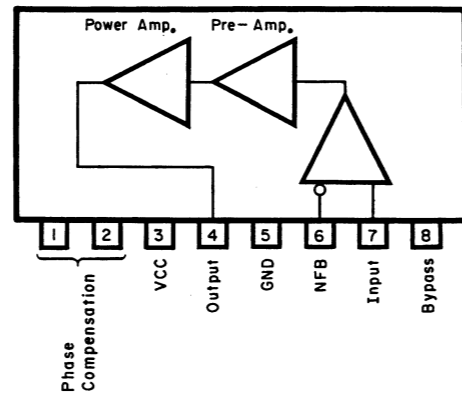 Power Amp. Pre-Amp.
1 2 3 4 5 6 7 8
Phase
Compensation
VCC
Output
GND
NFB
Input
Bypass